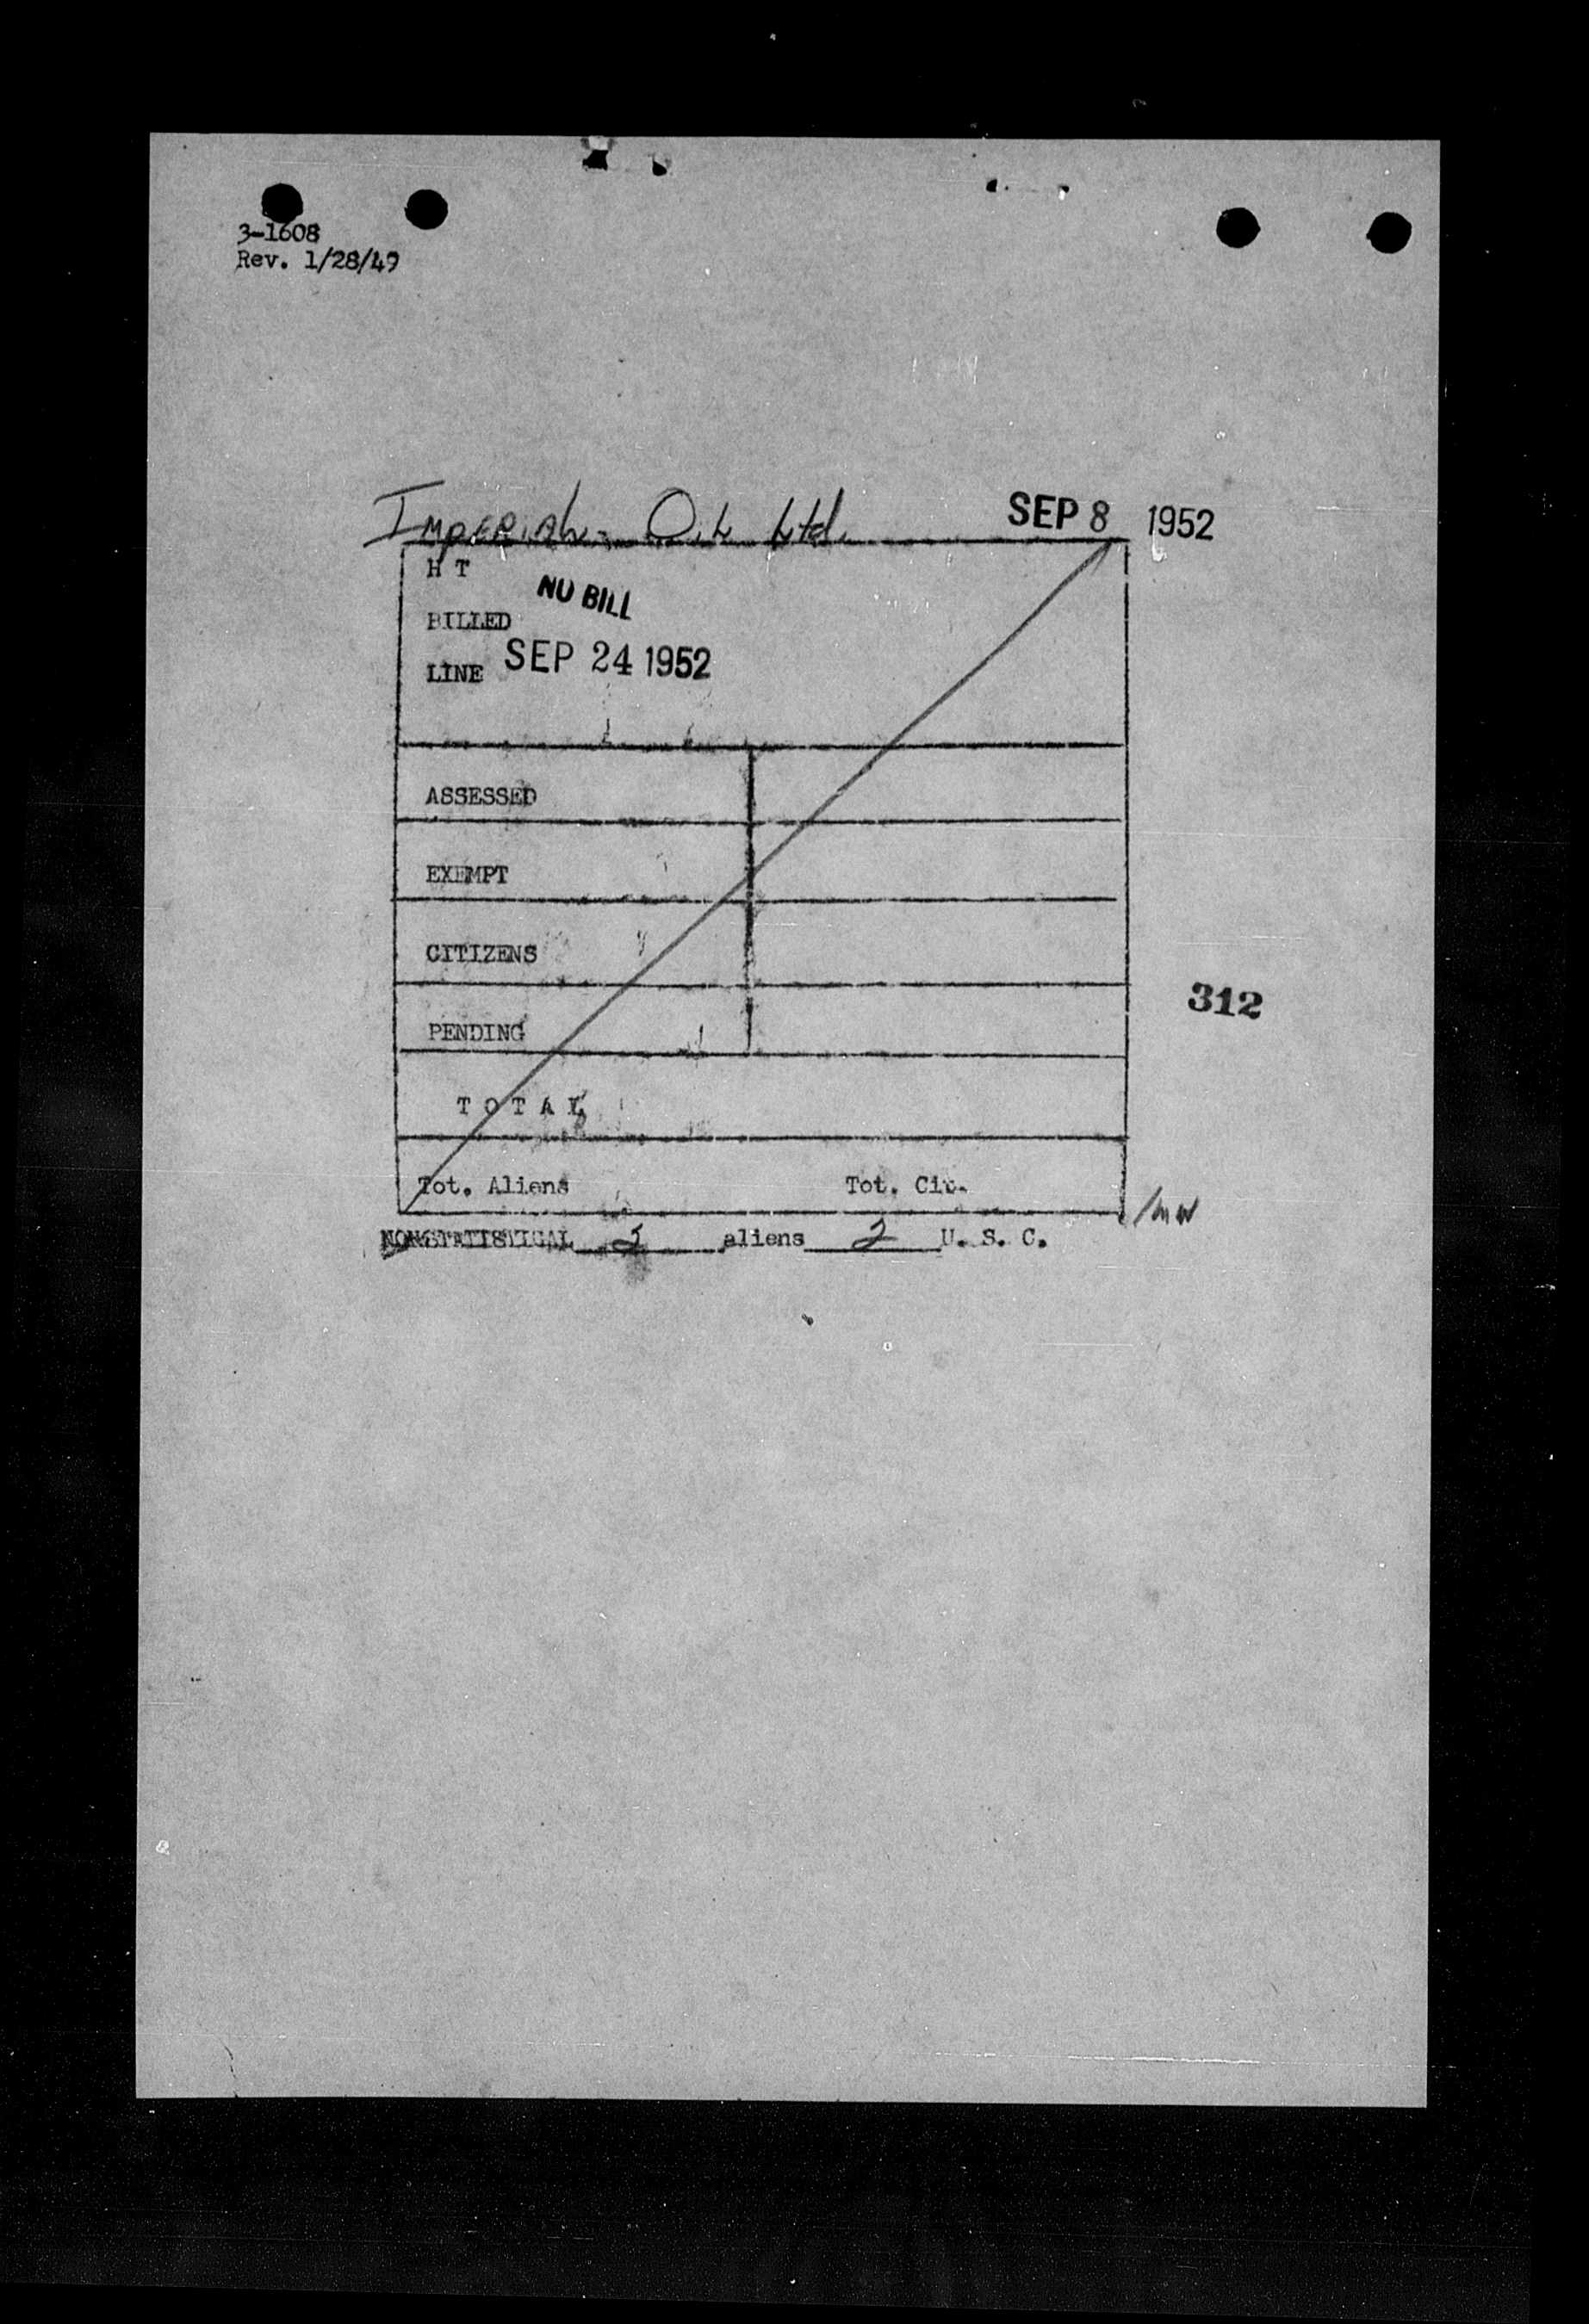 3-1608
Rev. 1/28/49
Imperial Oil Ltd. SEP 8 1952
H T
NO BILL
BILLED
LINE SEP 24 1952
ASSESSED
EXEMPT
CITIZENS
312
PENDING
T O T A L
Tot. Aliens Tot. Cit.
NONSTATISTICAL 2 aliens 2 U. S. C.